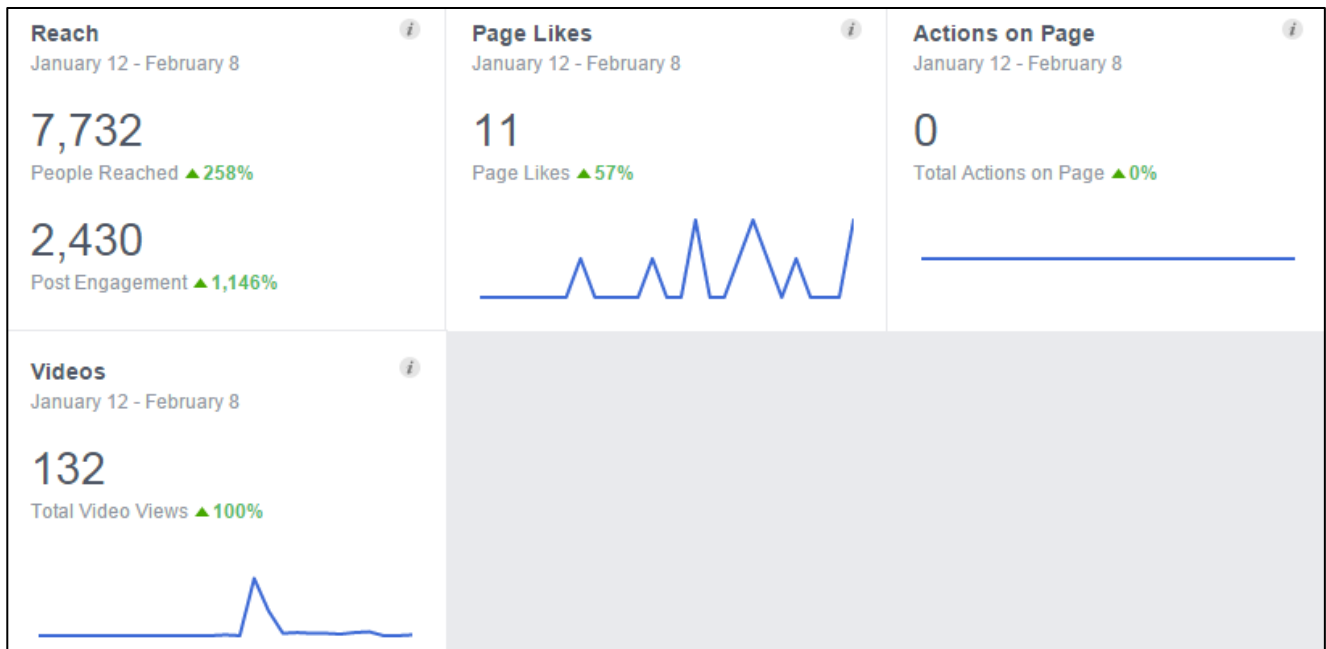 Reach
January 12 - February 8
7,732
People Reached ▲258%
2,430
Post Engagement ▲1,146%
Page Likes
January 12 - February 8
11
Page Likes ▲57%
Actions on Page
January 12 - February 8
0
Total Actions on Page ▲0%
Videos
January 12 - February 8
132
Total Video Views ▲100%